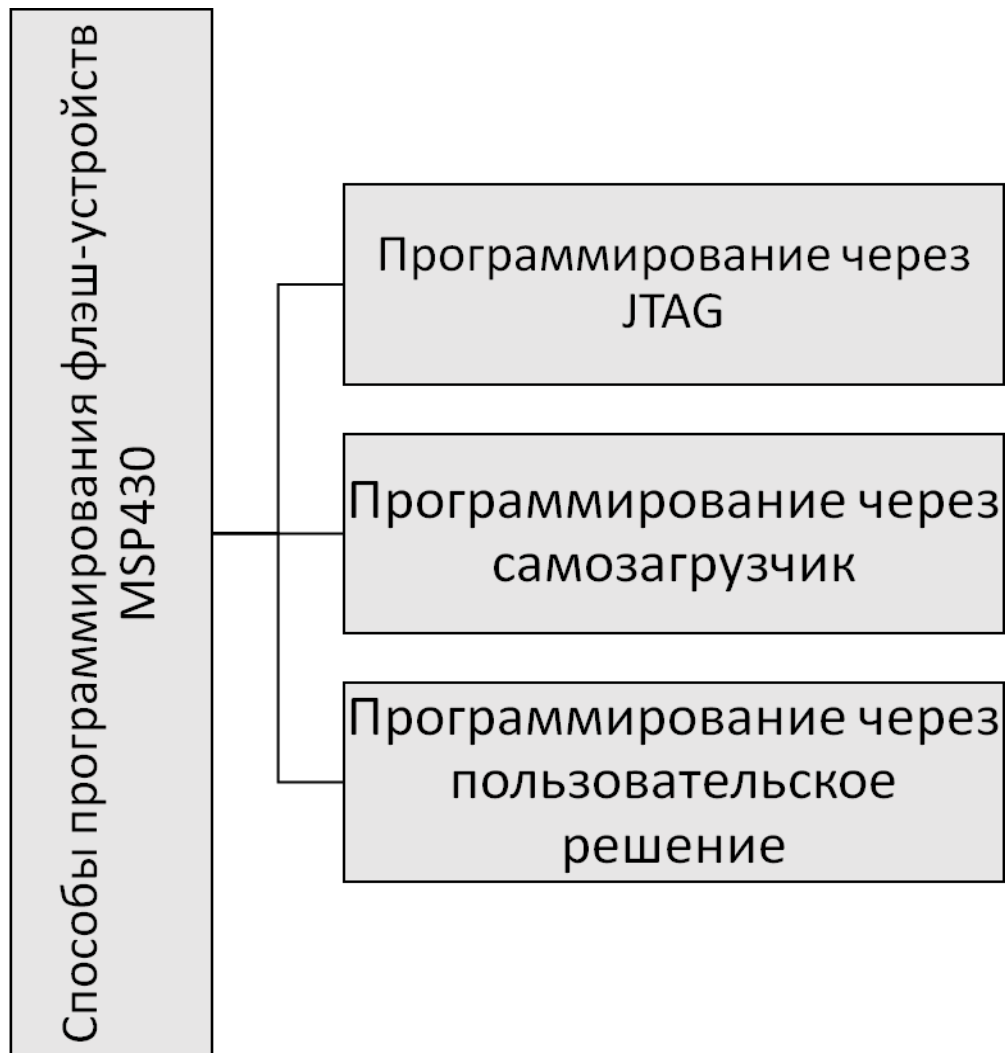 Способы программирования флэш-устройств
MSP430
Программирование через
JTAG
Программирование через
самозагрузчик
Программирование через
пользовательское
решение